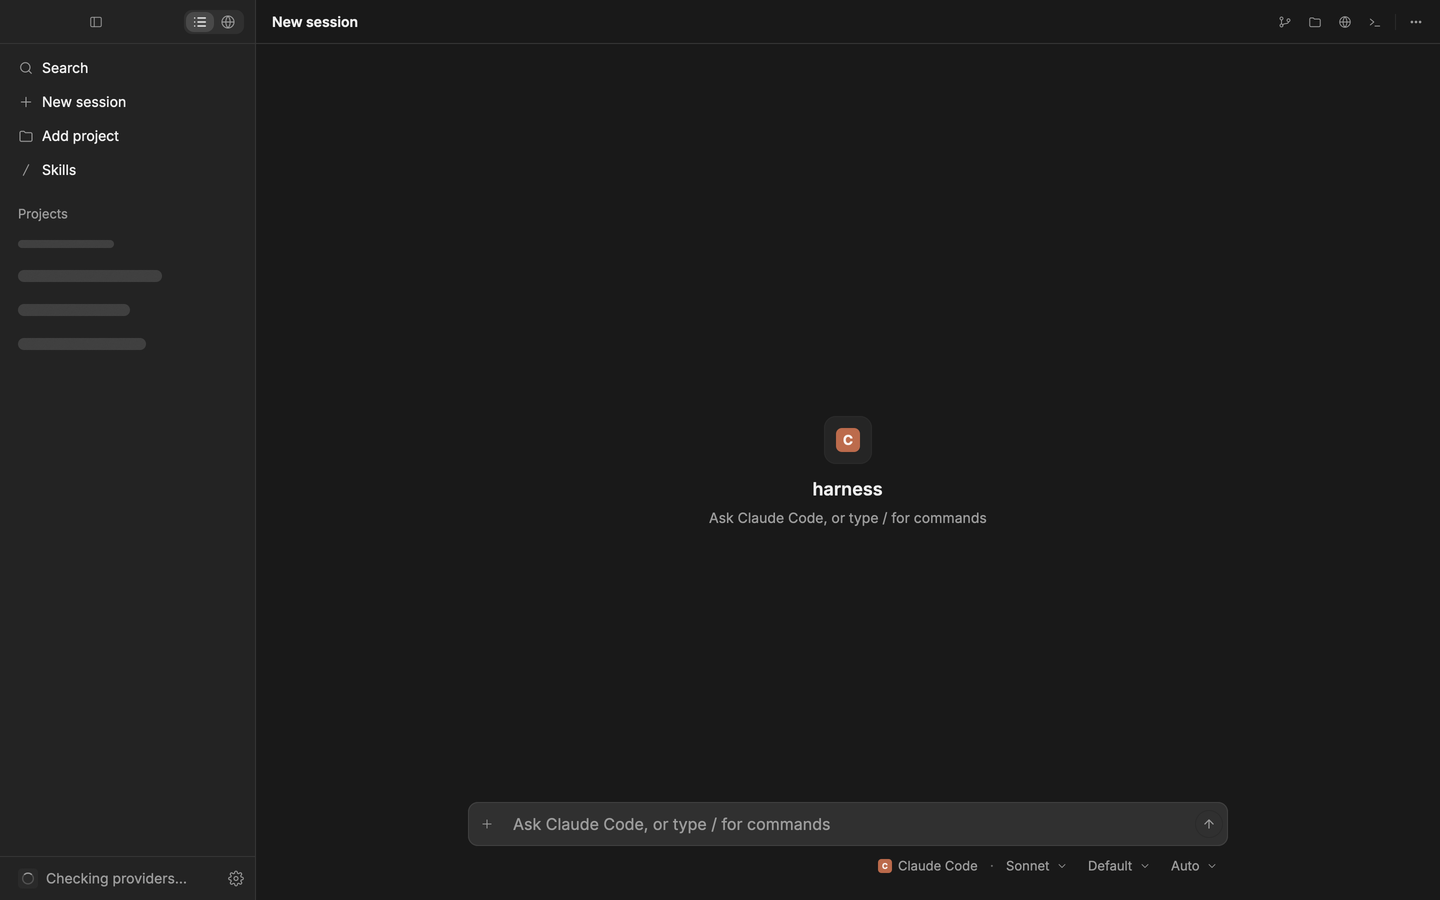 New session
Search
New session
Add project
/ Skills
Projects
C
harness
Ask Claude Code, or type / for commands
Ask Claude Code, or type / for commands
C Claude Code · Sonnet Default Auto
Checking providers...